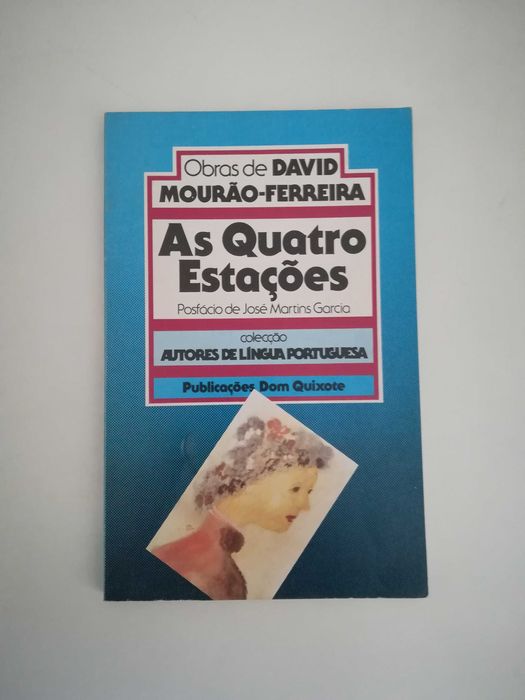 Obras de DAVID
MOURÃO-FERREIRA
As Quatro
Estações
Posfácio de José Martins Garcia
colecção
AUTORES DE LÍNGUA PORTUGUESA
Publicações Dom Quixote